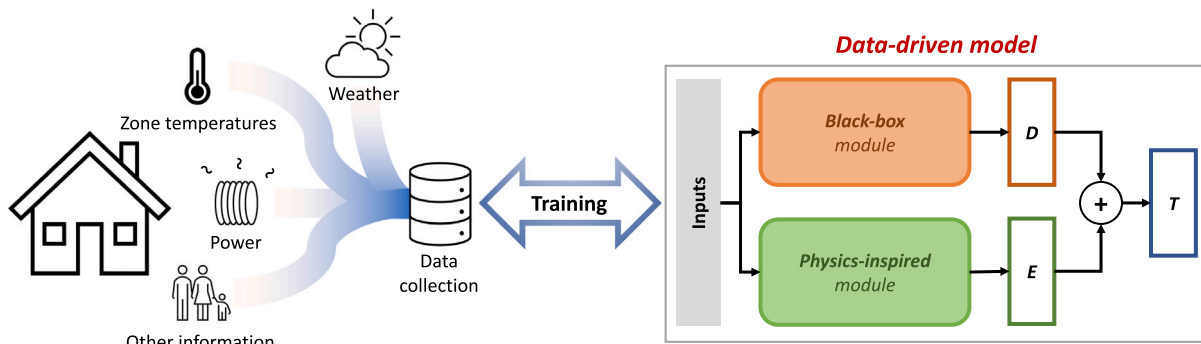 Weather
Zone temperatures
Power
Other information
Data
collection
Training
Data-driven model
Inputs
Black-box
module
D
Physics-inspired
module
E
+
T